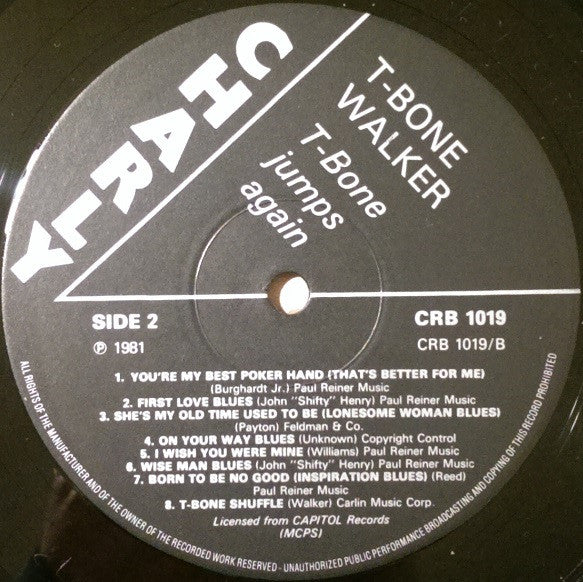 CHARLY
T-BONE
WALKER
T-Bone
jumps
again
SIDE 2
CRB 1019
℗ 1981
CRB 1019/B
1. YOU'RE MY BEST POKER HAND (THAT'S BETTER FOR ME)
(Burghardt Jr.) Paul Reiner Music
2. FIRST LOVE BLUES (John "Shifty" Henry) Paul Reiner Music
3. SHE'S MY OLD TIME USED TO BE (LONESOME WOMAN BLUES)
(Payton) Feldman & Co.
4. ON YOUR WAY BLUES (Unknown) Copyright Control
5. I WISH YOU WERE MINE (Williams) Paul Reiner Music
6. WISE MAN BLUES (John "Shifty" Henry) Paul Reiner Music
7. BORN TO BE NO GOOD (INSPIRATION BLUES) (Reed)
Paul Reiner Music
8. T-BONE SHUFFLE (Walker) Carlin Music Corp.
Licensed from CAPITOL Records
(MCPS)
ALL RIGHTS OF THE MANUFACTURER AND OF THE OWNER OF THE RECORDED WORK RESERVED - UNAUTHORIZED PUBLIC PERFORMANCE BROADCASTING AND COPYING OF THIS RECORD PROHIBITED